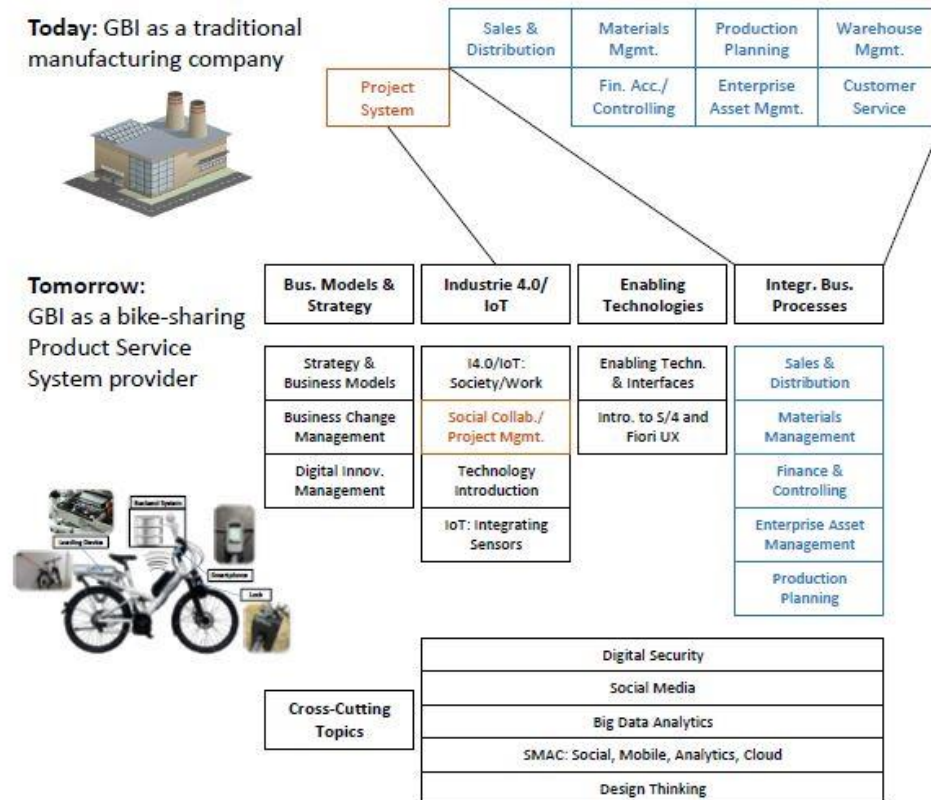 Today: GBI as a traditional
manufacturing company
Sales &
Distribution
Materials
Mgmt.
Production
Planning
Warehouse
Mgmt.
Project
System
Fin. Acc./
Controlling
Enterprise
Asset Mgmt.
Customer
Service
Tomorrow:
GBI as a bike-sharing
Product Service
System provider
Bus. Models &
Strategy
Industrie 4.0/
IoT
Enabling
Technologies
Integr. Bus.
Processes
Strategy &
Business Models
Business Change
Management
Digital Innov.
Management
I4.0/IoT:
Society/Work
Social Collab./
Project Mgmt.
Technology
Introduction
IoT: Integrating
Sensors
Enabling Techn.
& Interfaces
Intro. to S/4 and
Fiori UX
Sales &
Distribution
Materials
Management
Finance &
Controlling
Enterprise Asset
Management
Production
Planning
Backend System
Loading Device
Smartphone
Lock
Cross-Cutting
Topics
Digital Security
Social Media
Big Data Analytics
SMAC: Social, Mobile, Analytics, Cloud
Design Thinking